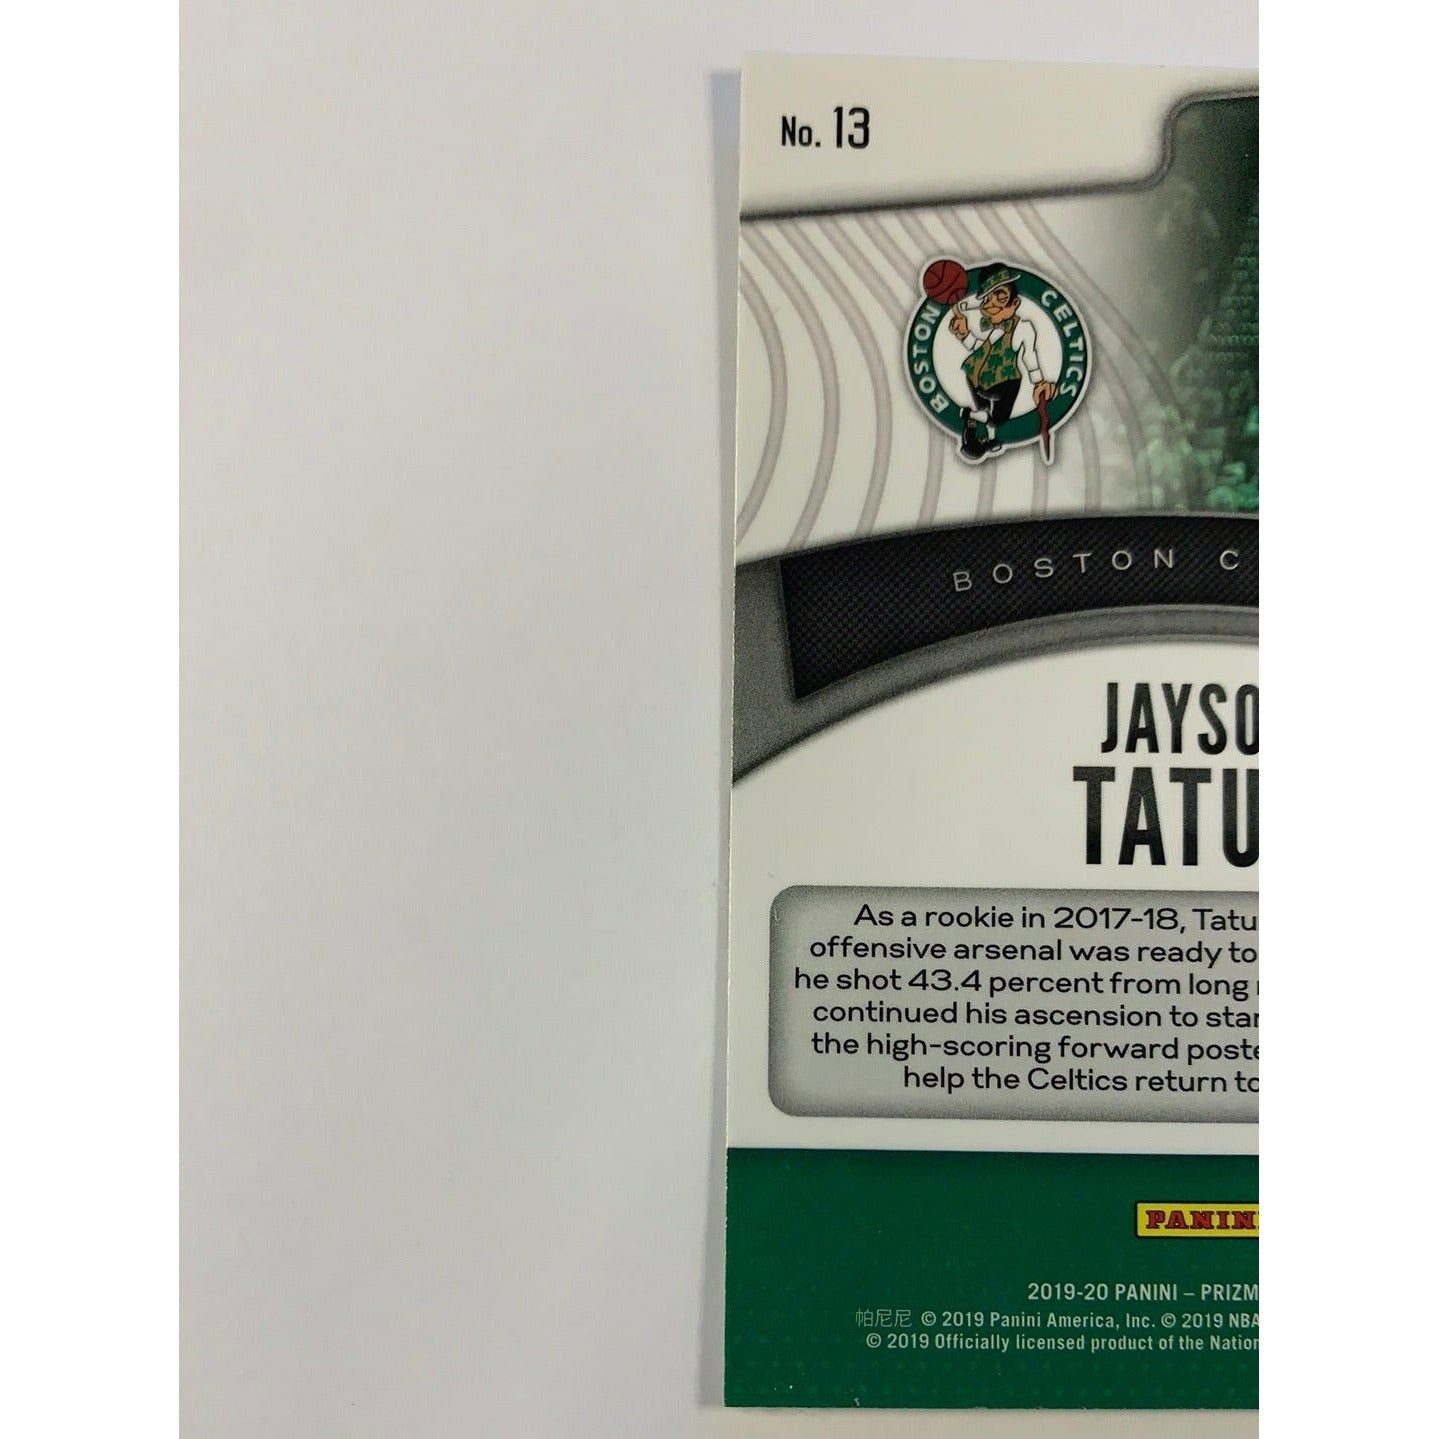 No. 13
BOSTON CELTICS
BOSTON C
JAYSO
TATU
As a rookie in 2017-18, Tatu
offensive arsenal was ready to
he shot 43.4 percent from long
continued his ascension to star
the high-scoring forward poste
help the Celtics return to
PANINI
2019-20 PANINI – PRIZM
帕尼尼 © 2019 Panini America, Inc. © 2019 NBA
© 2019 Officially licensed product of the Nation